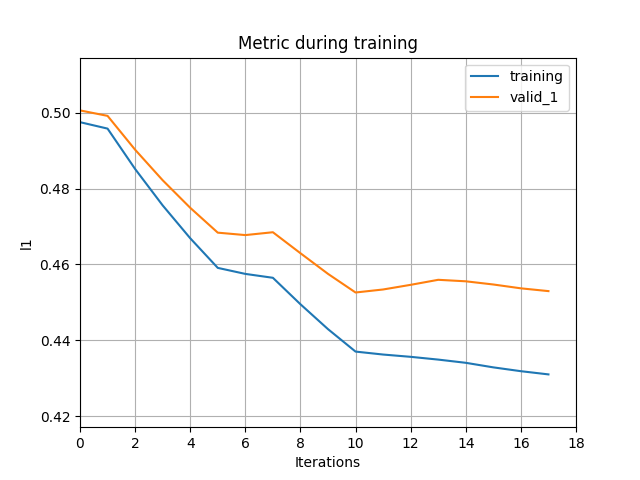 Metric during training
training
valid_1
l1
0.50
0.48
0.46
0.44
0.42
0 2 4 6 8 10 12 14 16 18
Iterations